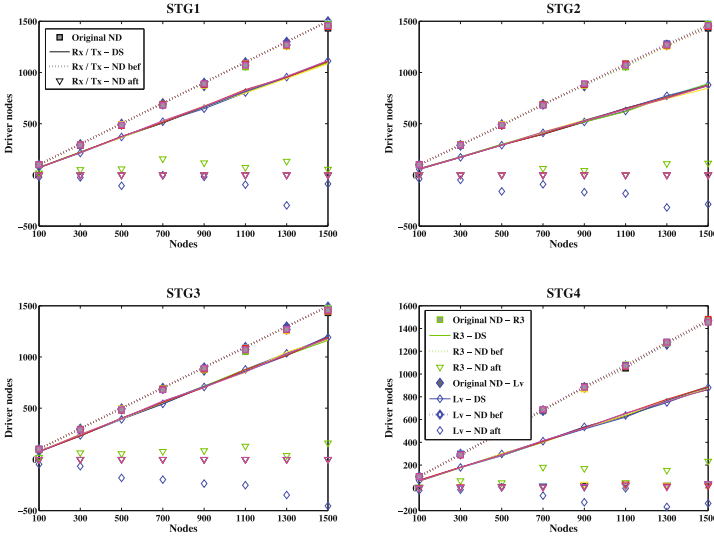 STG1
1500
1000
500
0
−500
Driver nodes
Original ND
Rx / Tx − DS
Rx / Tx − ND bef
Rx / Tx − ND aft
100 300 500 700 900 1100 1300 1500
Nodes
STG2
1500
1000
500
0
−500
Driver nodes
100 300 500 700 900 1100 1300 1500
Nodes
STG3
1500
1000
500
0
−500
Driver nodes
100 300 500 700 900 1100 1300 1500
Nodes
STG4
1600
1400
1200
1000
800
600
400
200
0
−200
Driver nodes
Original ND − R3
R3 − DS
R3 − ND bef
R3 − ND aft
Original ND − Lv
Lv − DS
Lv − ND bef
Lv − ND aft
100 300 500 700 900 1100 1300 1500
Nodes